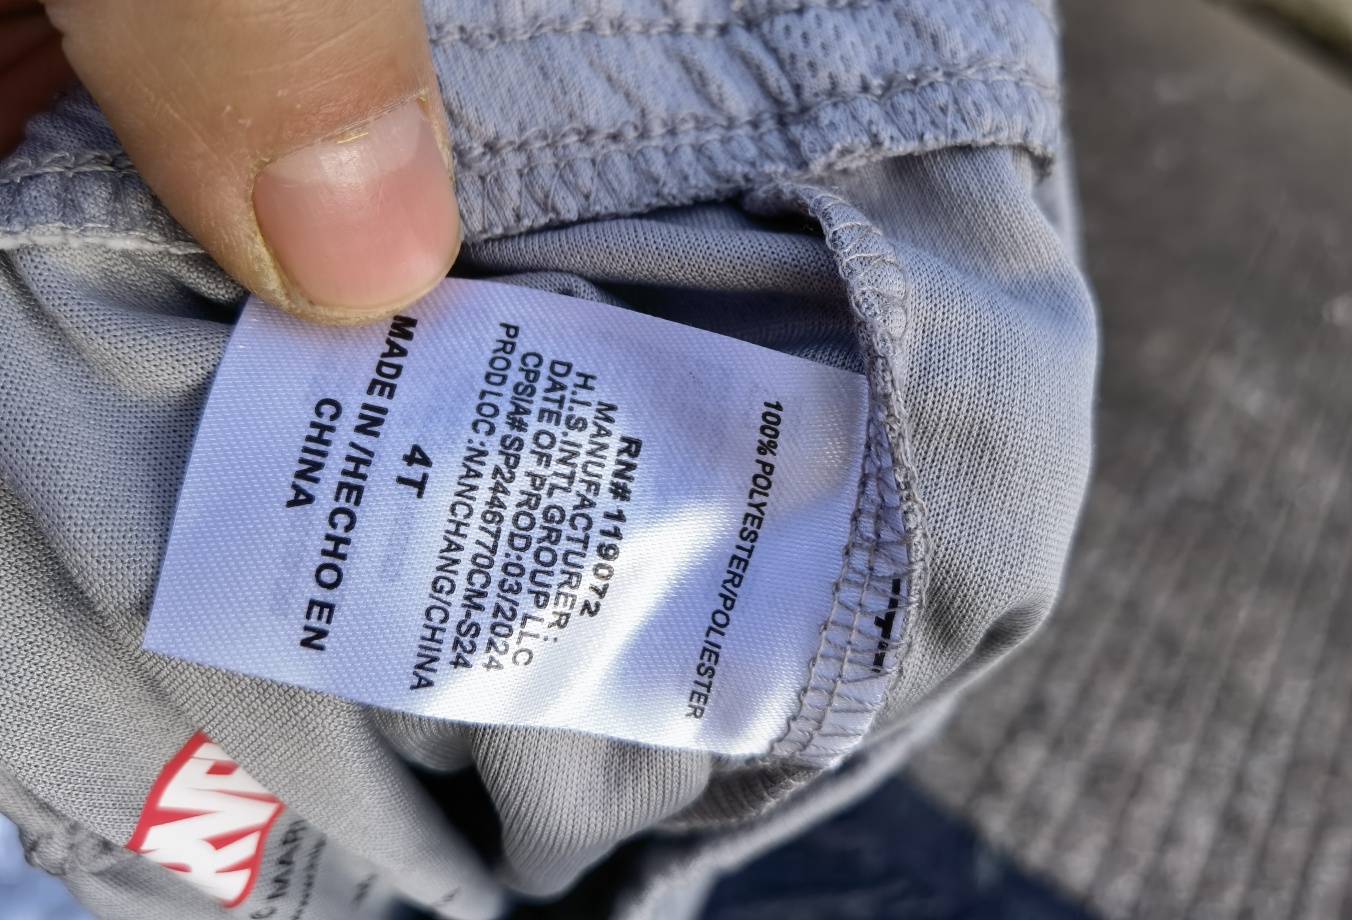 100% POLYESTER/POLIESTER
RN# 119072
MANUFACTURER:
H.I.S.INTL GROUP LLC
DATE OF PROD:03/2024
CPSIA#SP2446770CM-S24
PROD LOC:NANCHANG/CHINA
4T
MADE IN/HECHO EN
CHINA